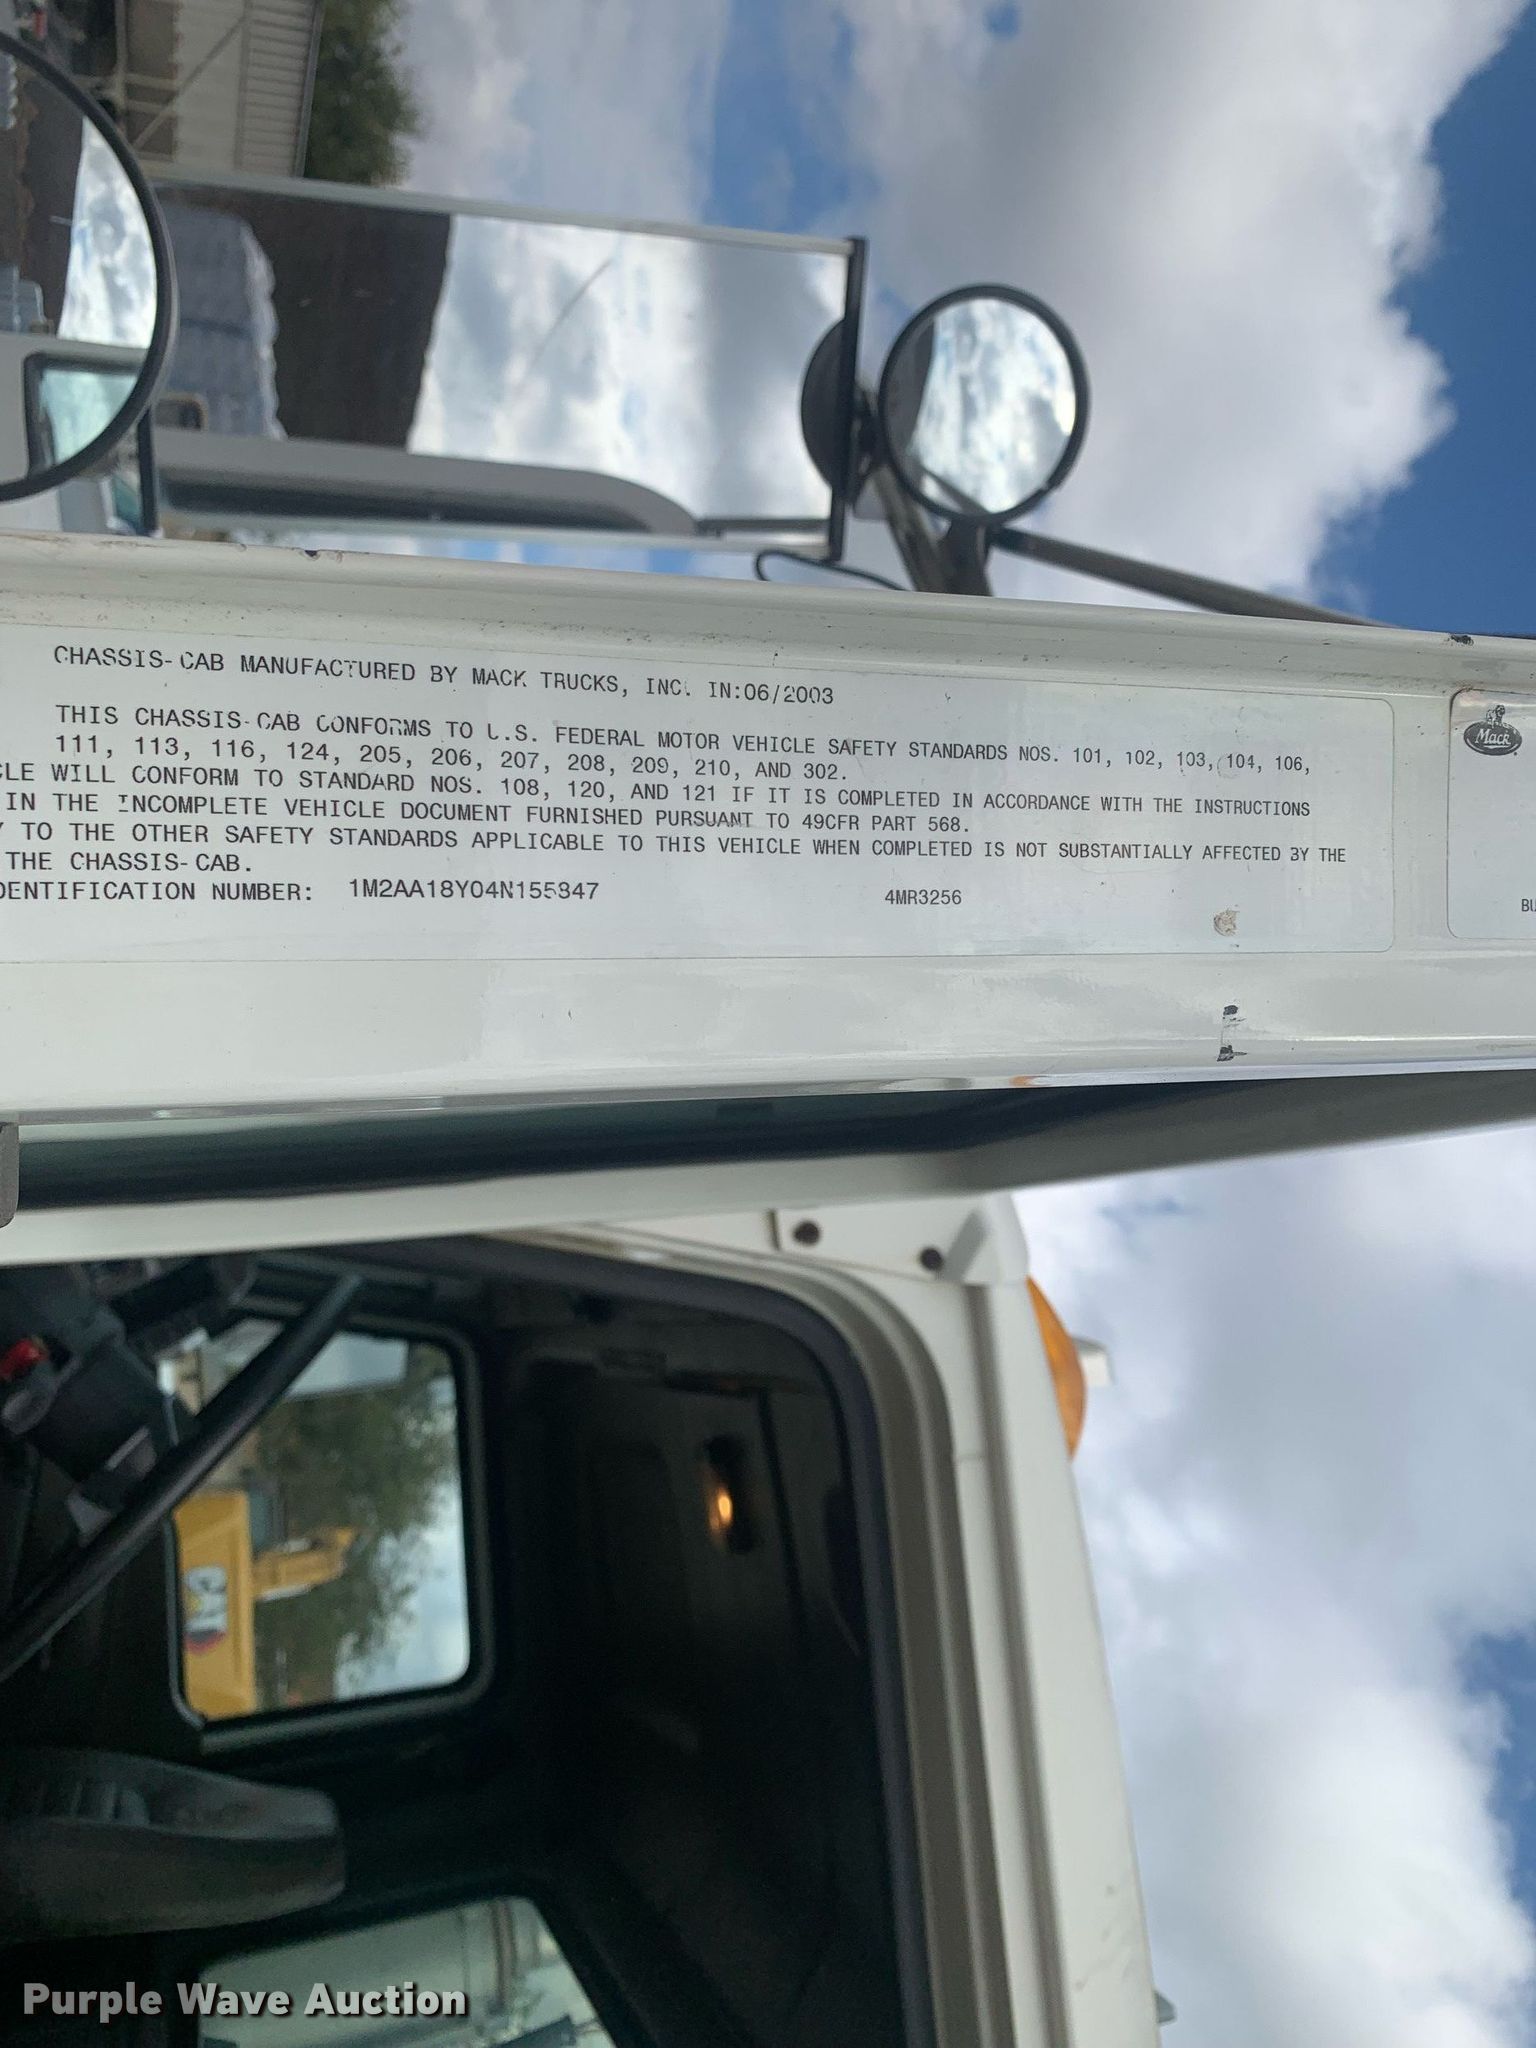 CHASSIS-CAB MANUFACTURED BY MACK TRUCKS, INC. IN:06/2003
THIS CHASSIS-CAB CONFORMS TO U.S. FEDERAL MOTOR VEHICLE SAFETY STANDARDS NOS. 101, 102, 103, 104, 106,
111, 113, 116, 124, 205, 206, 207, 208, 209, 210, AND 302.
CLE WILL CONFORM TO STANDARD NOS. 108, 120, AND 121 IF IT IS COMPLETED IN ACCORDANCE WITH THE INSTRUCTIONS
IN THE INCOMPLETE VEHICLE DOCUMENT FURNISHED PURSUANT TO 49CFR PART 568.
Y TO THE OTHER SAFETY STANDARDS APPLICABLE TO THIS VEHICLE WHEN COMPLETED IS NOT SUBSTANTIALLY AFFECTED BY THE
THE CHASSIS-CAB.
DENTIFICATION NUMBER: 1M2AA18Y04N155847 4MR3256
Mack
BU
CAT
Purple Wave Auction